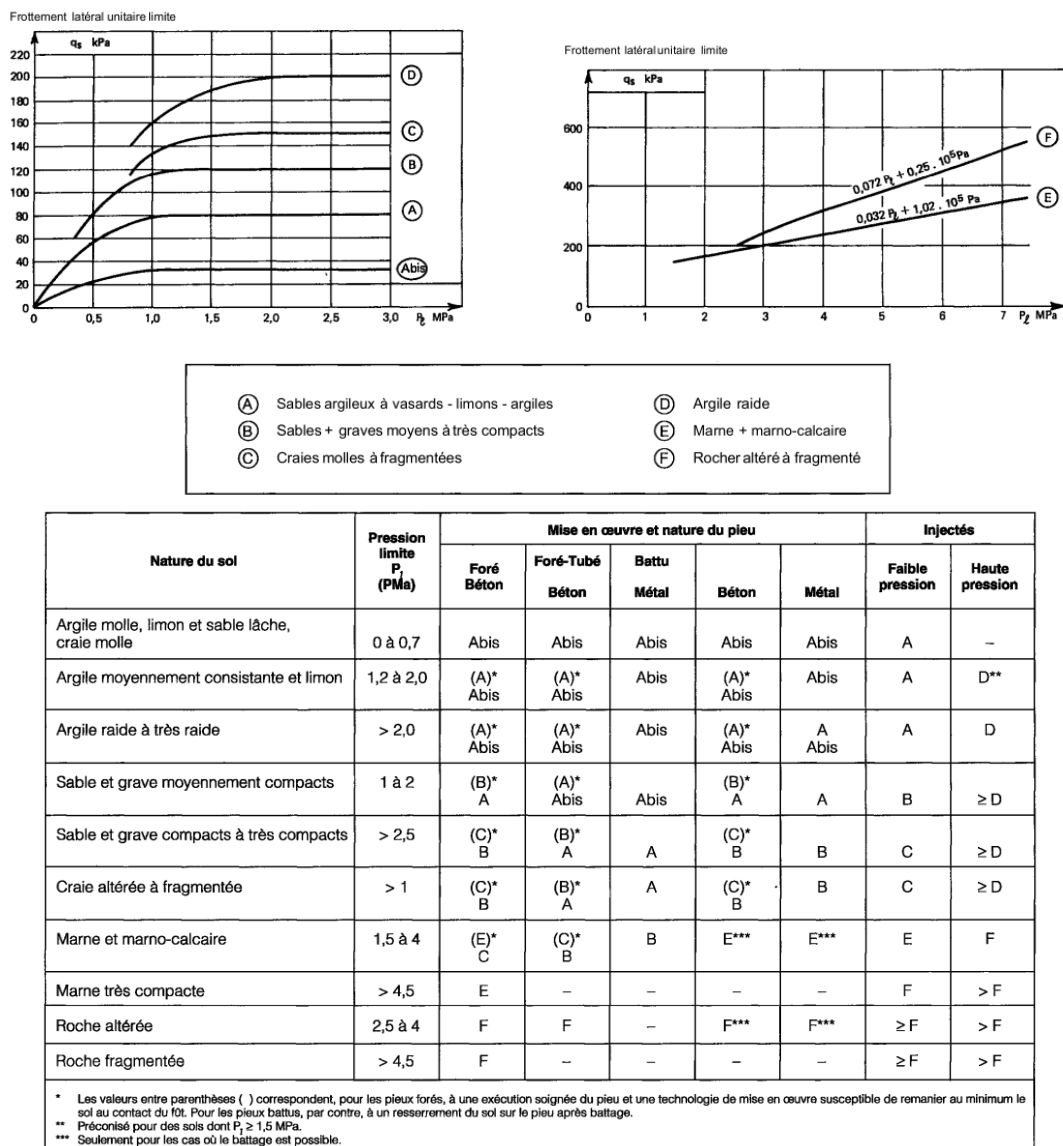 Frottement latéral unitaire limite
qs kPa
220
200
180
160
140
120
100
80
60
40
20
0
0 0,5 1,0 1,5 2,0 2,5 3,0 Pℓ MPa
D
C
B
A
Abis
Frottement latéral unitaire limite
qs kPa
600
400
200
0
0 1 2 3 4 5 6 7 Pℓ MPa
F
0,072 Pℓ + 0,25 . 10⁵Pa
E
0,032 Pℓ + 1,02 . 10⁵ Pa
A Sables argileux à vasards - limons - argiles
B Sables + graves moyens à très compacts
C Craies molles à fragmentées
D Argile raide
E Marne + marno-calcaire
F Rocher altéré à fragmenté
Nature du sol
Pression
limite
Pl
(PMa)
Mise en œuvre et nature du pieu
Injectés
Foré
Béton
Foré-Tubé
Béton
Battu
Métal
Béton
Métal
Faible
pression
Haute
pression
Argile molle, limon et sable lâche,
craie molle 0 à 0,7 Abis Abis Abis Abis Abis A –
Argile moyennement consistante et limon 1,2 à 2,0 (A)* (A)* Abis (A)* Abis A D**
Abis Abis Abis
Argile raide à très raide > 2,0 (A)* (A)* Abis (A)* A A D
Abis Abis Abis Abis
Sable et grave moyennement compacts 1 à 2 (B)* (A)* (B)*
A Abis Abis A A B ≥ D
Sable et grave compacts à très compacts > 2,5 (C)* (B)* (C)*
B A A B B C ≥ D
Craie altérée à fragmentée > 1 (C)* (B)* A (C)* B C ≥ D
B A B
Marne et marno-calcaire 1,5 à 4 (E)* (C)* B E*** E*** E F
C B
Marne très compacte > 4,5 E – – – – F > F
Roche altérée 2,5 à 4 F F – F*** F*** ≥ F > F
Roche fragmentée > 4,5 F – – – – ≥ F > F
* Les valeurs entre parenthèses ( ) correspondent, pour les pieux forés, à une exécution soignée du pieu et une technologie de mise en œuvre susceptible de remanier au minimum le
sol au contact du fût. Pour les pieux battus, par contre, à un resserrement du sol sur le pieu après battage.
** Préconisé pour des sols dont Pl ≥ 1,5 MPa.
*** Seulement pour les cas où le battage est possible.